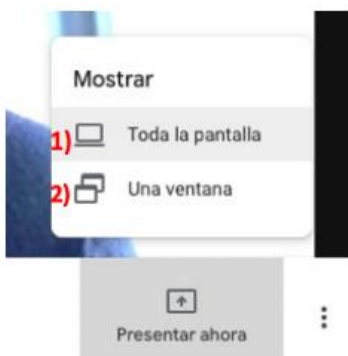 Mostrar
1) Toda la pantalla
2) Una ventana
Presentar ahora